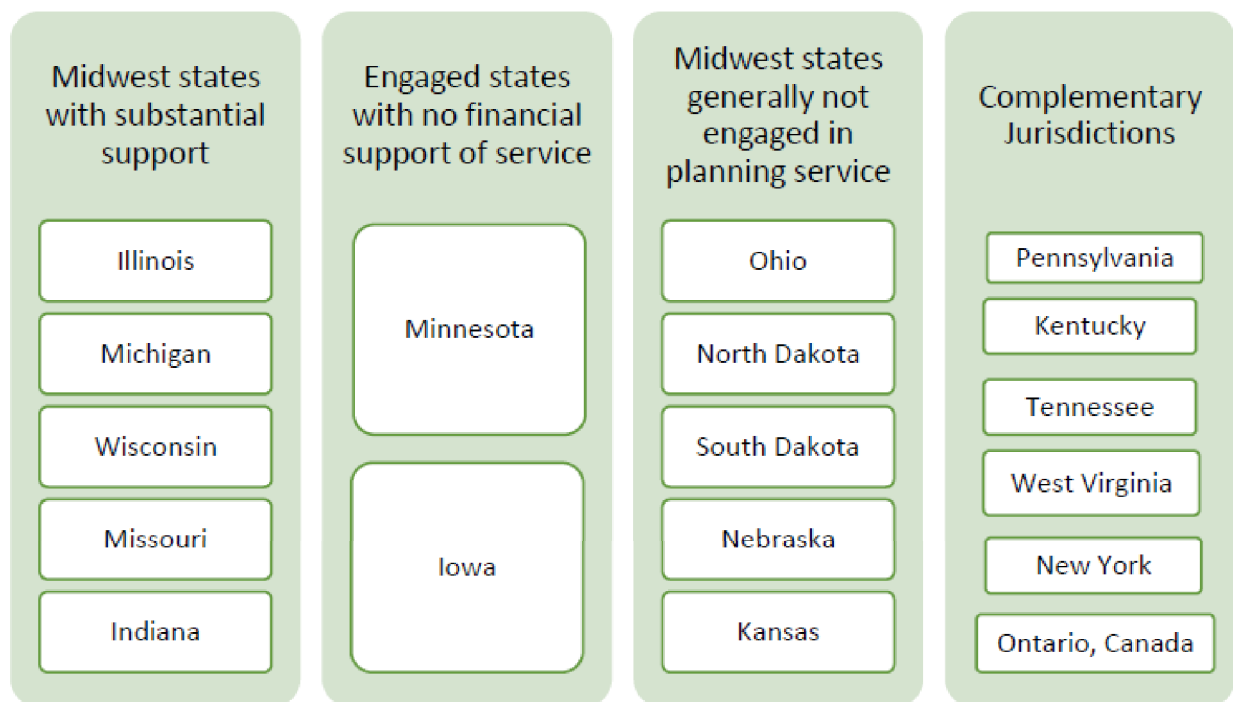 Midwest states
with substantial
support
Illinois
Michigan
Wisconsin
Missouri
Indiana
Engaged states
with no financial
support of service
Minnesota
Iowa
Midwest states
generally not
engaged in
planning service
Ohio
North Dakota
South Dakota
Nebraska
Kansas
Complementary
Jurisdictions
Pennsylvania
Kentucky
Tennessee
West Virginia
New York
Ontario, Canada